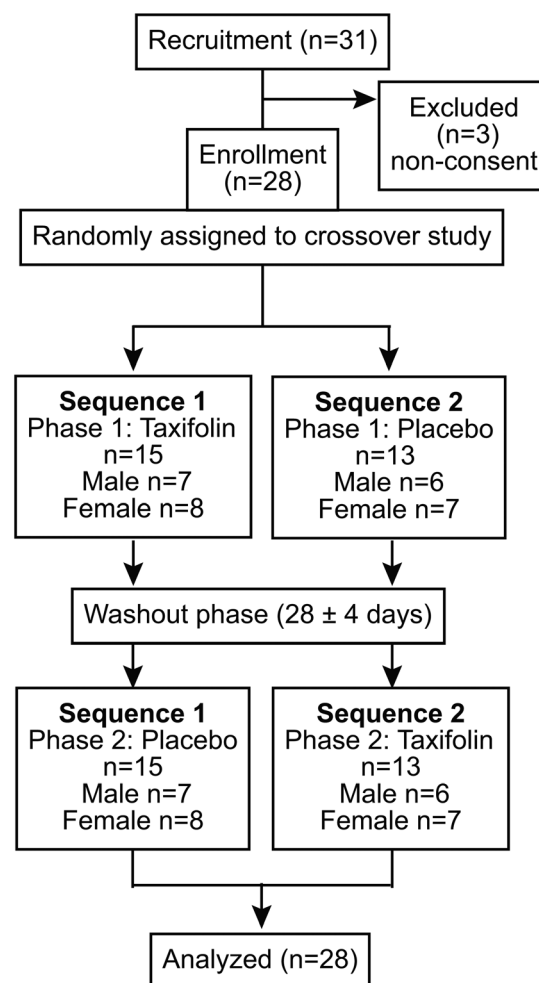 Recruitment (n=31)
Excluded
(n=3)
non-consent
Enrollment
(n=28)
Randomly assigned to crossover study
Sequence 1
Phase 1: Taxifolin
n=15
Male n=7
Female n=8
Sequence 2
Phase 1: Placebo
n=13
Male n=6
Female n=7
Washout phase (28 ± 4 days)
Sequence 1
Phase 2: Placebo
n=15
Male n=7
Female n=8
Sequence 2
Phase 2: Taxifolin
n=13
Male n=6
Female n=7
Analyzed (n=28)